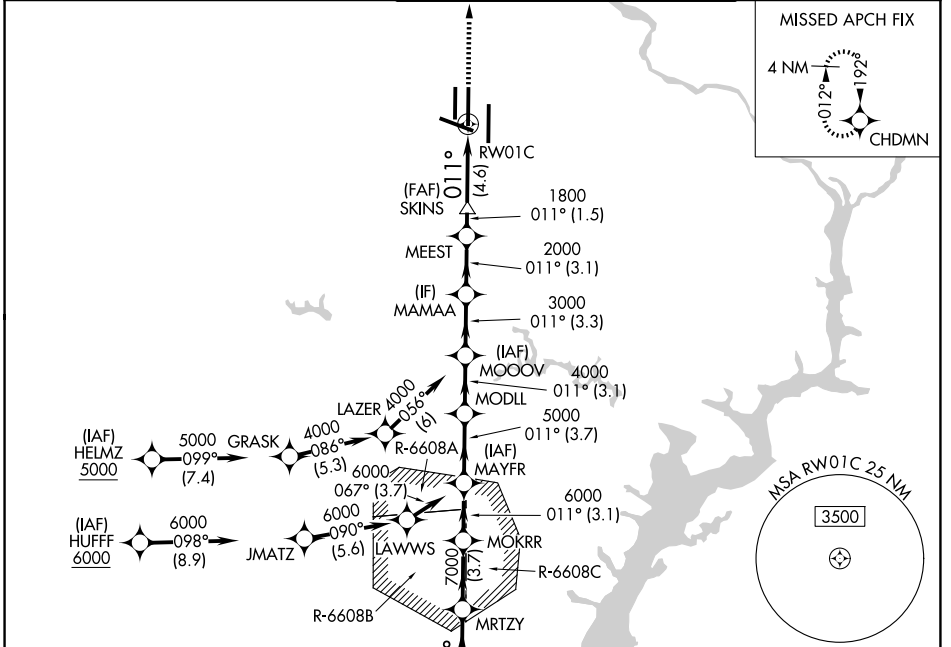 MISSED APCH FIX
4 NM
012°
192°
CHDMN
RW01C
011°
(4.6)
(FAF)
SKINS
1800
011° (1.5)
MEEST
2000
011° (3.1)
(IF)
MAMAA
3000
011° (3.3)
(IAF)
MOOOV
4000
011° (3.1)
MODLL
5000
011° (3.7)
LAZER
4000
056°
(6)
(IAF)
HELMZ
5000
5000
099°
(7.4)
GRASK
4000
086°
(5.3)
R-6608A
(IAF)
MAYFR
6000
067° (3.7)
6000
011° (3.1)
(IAF)
HUFFF
6000
6000
098°
(8.9)
JMATZ
6000
090°
(5.6)
LAWWS
MOKRR
7000
(3.7)
R-6608C
R-6608B
MRTZY
MSA RW01C 25 NM
3500